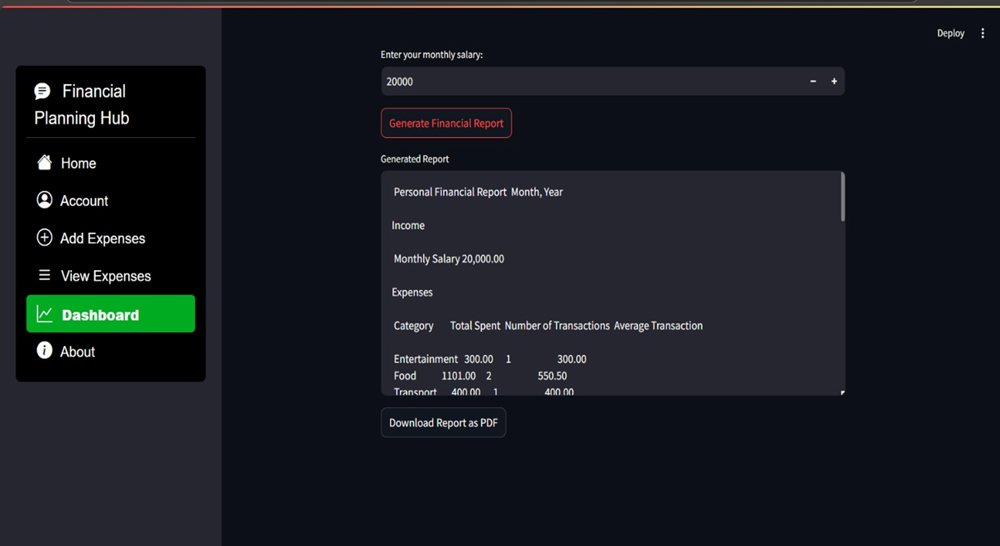 Deploy
Financial
Planning Hub
Home
Account
Add Expenses
View Expenses
Dashboard
About
Enter your monthly salary:
20000
Generate Financial Report
Generated Report
Personal Financial Report Month, Year
Income
Monthly Salary 20,000.00
Expenses
Category Total Spent Number of Transactions Average Transaction
Entertainment 300.00 1 300.00
Food 1101.00 2 550.50
Transport 400.00 1 400.00
Download Report as PDF